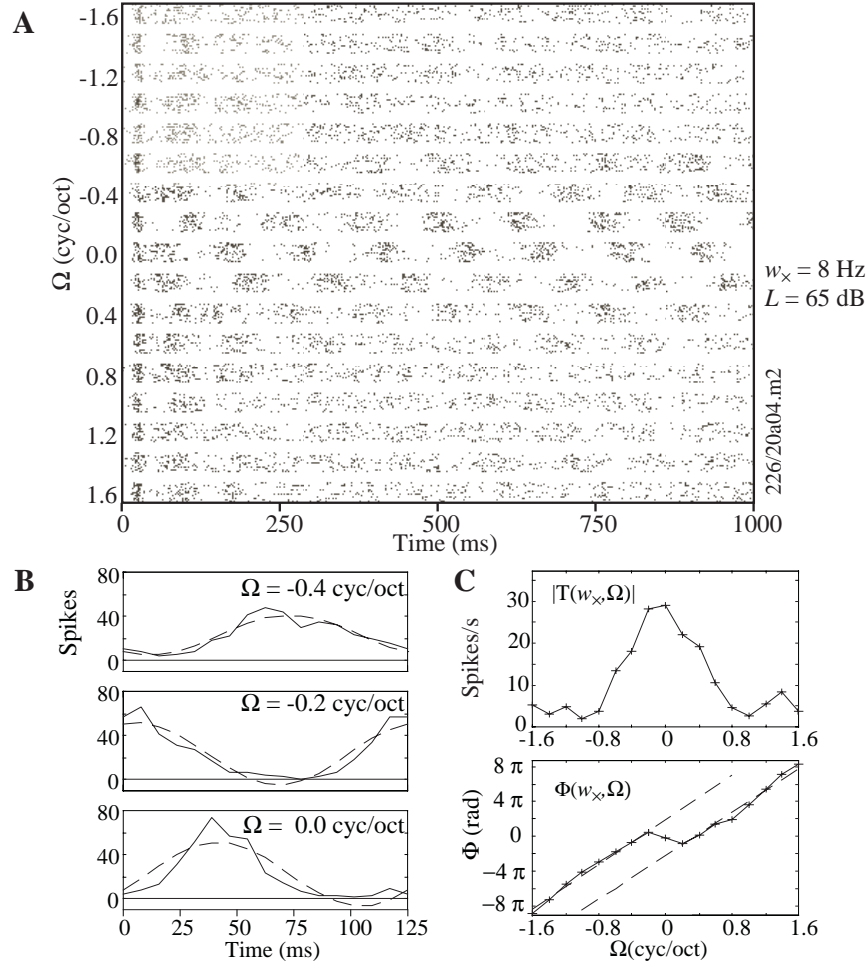 A
-1.6
-1.2
-0.8
-0.4
0.0
0.4
0.8
1.2
1.6
Ω (cyc/oct)
0 250 500 750 1000
Time (ms)
w× = 8 Hz
L = 65 dB
226/20a04.m2
B
Spikes
80
40
0
Ω = -0.4 cyc/oct
80
40
0
Ω = -0.2 cyc/oct
80
40
0
Ω = 0.0 cyc/oct
0 25 50 75 100 125
Time (ms)
C
Spikes/s
30
20
10
0
|T(w×,Ω)|
-1.6 -0.8 0 0.8 1.6
Φ (rad)
8 π
4 π
0
−4 π
−8 π
Φ(w×,Ω)
-1.6 -0.8 0 0.8 1.6
Ω(cyc/oct)